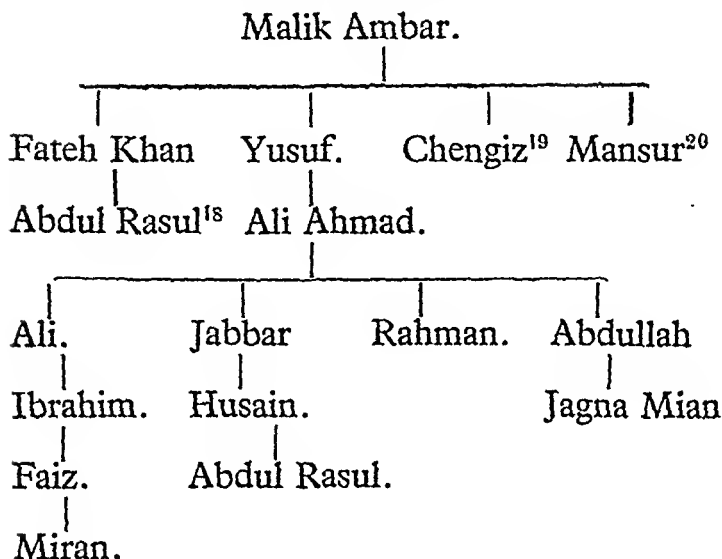 Malik Ambar.
Fateh Khan Yusuf. Chengiz¹⁹ Mansur²⁰
Abdul Rasul¹⁸ Ali Ahmad.
Ali. Jabbar Rahman. Abdullah
Ibrahim. Husain. Jagna Mian
Faiz. Abdul Rasul.
Miran.